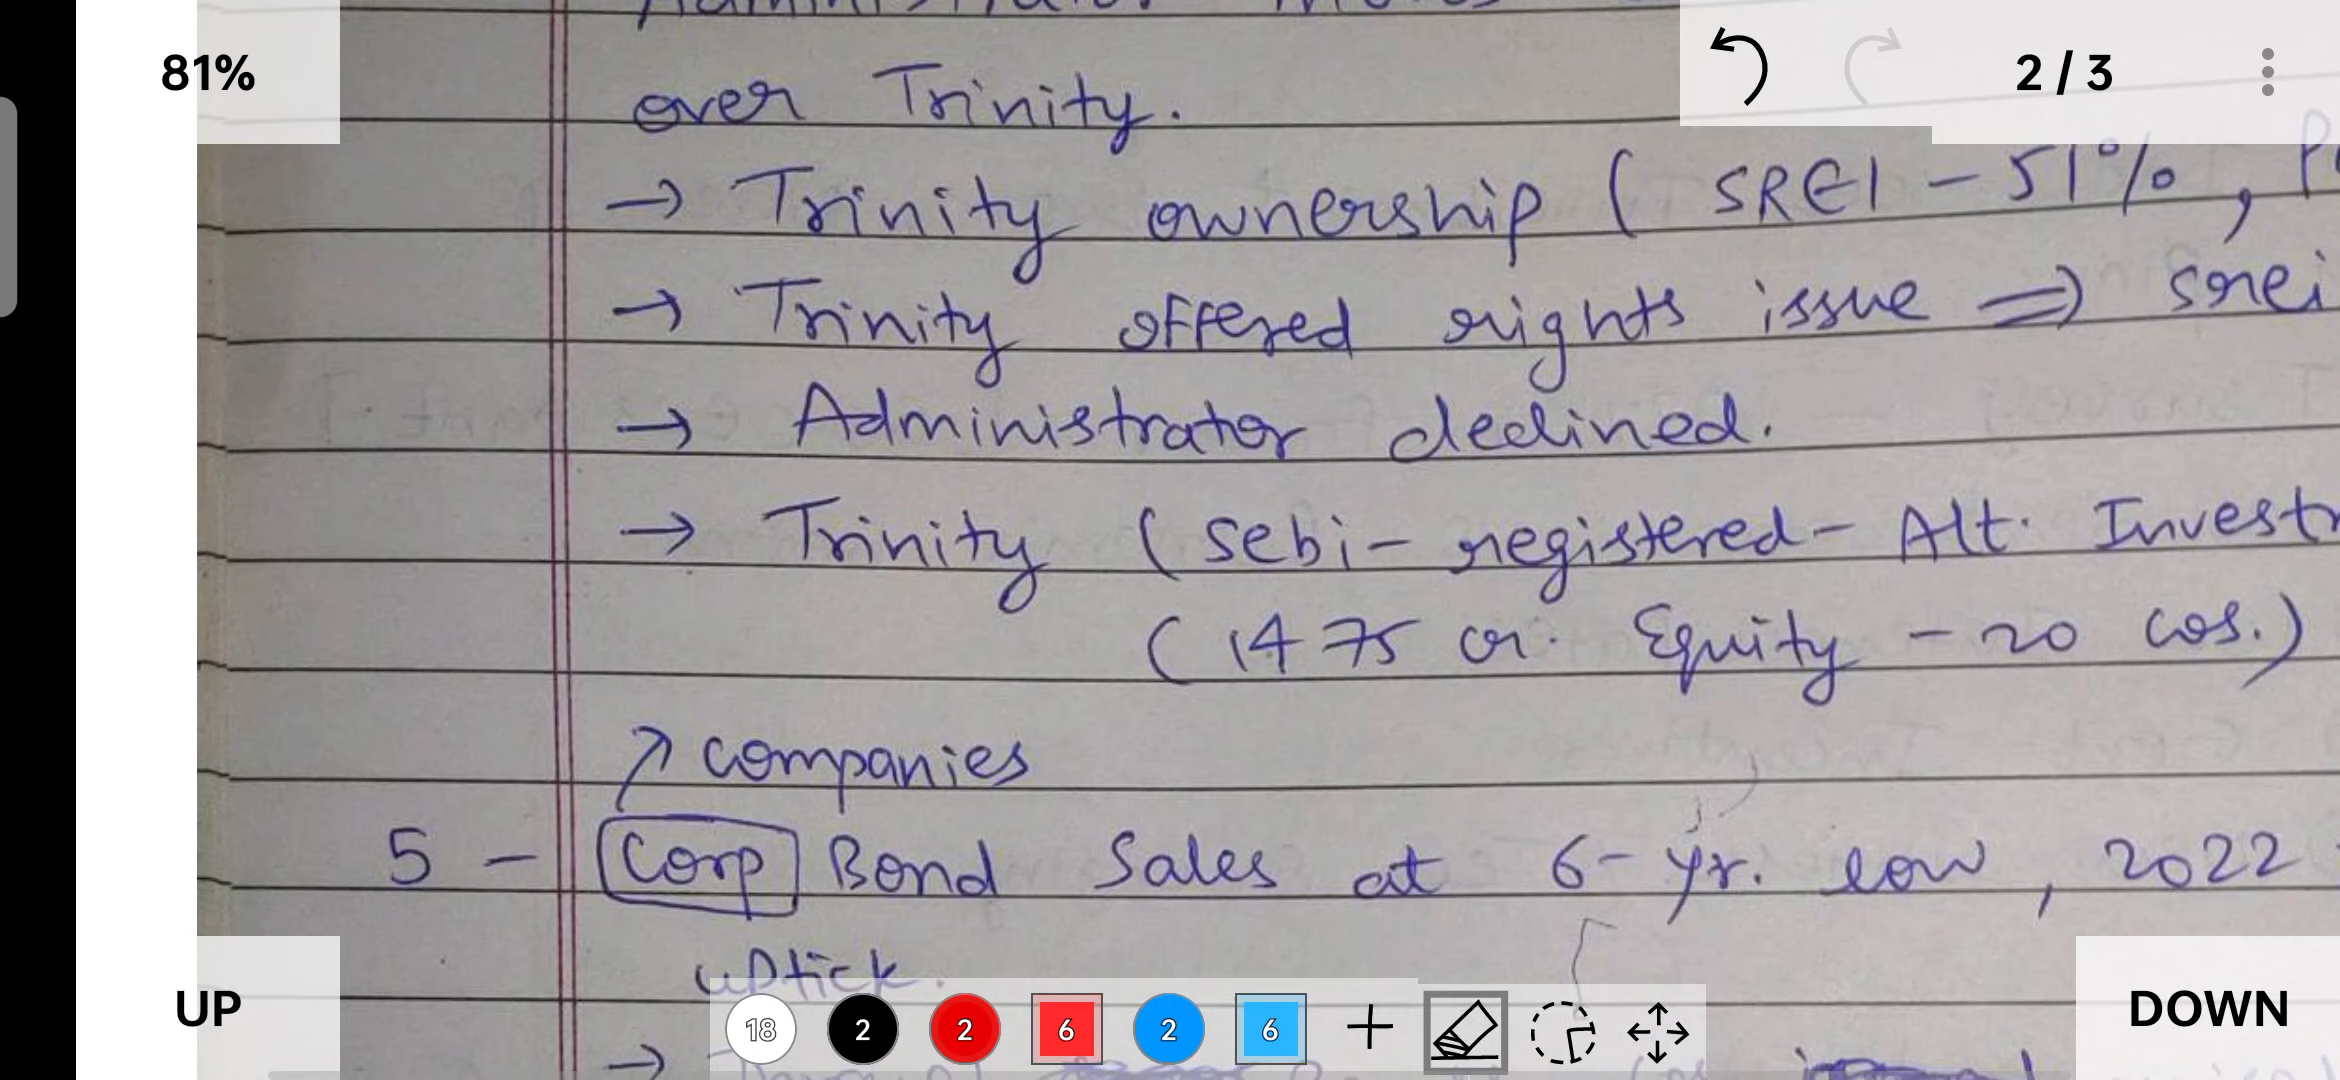 81%
2 / 3
over Trinity.
→ Trinity ownership ( SREI - 51%,
→ Trinity offered rights issue ⇒ srei
→ Administrator declined.
→ Trinity ( sebi - registered - Alt. Invest
( 1475 cr. Equity - 20 cos.)
↗ companies
5 - Corp Bond Sales at 6-yr. low, 2022
uptick.
UP
DOWN
18 2 2 6 2 6
→